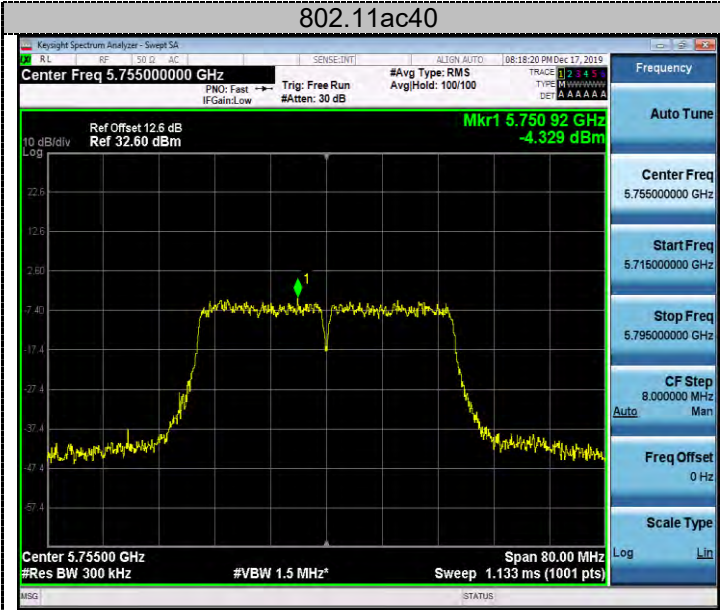 802.11ac40
Keysight Spectrum Analyzer - Swept SA
RL RF 50 Ω AC SENSE:INT ALIGN AUTO 08:18:20 PM Dec 17, 2019
Center Freq 5.755000000 GHz
PNO: Fast
IFGain:Low
Trig: Free Run
#Atten: 30 dB
#Avg Type: RMS
Avg|Hold: 100/100
TRACE 1 2 3 4 5 6
TYPE M W W W W W
DET A A A A A A
Frequency
Ref Offset 12.6 dB
10 dB/div Ref 32.60 dBm
Log
Mkr1 5.750 92 GHz
-4.329 dBm
22.6
12.6
2.60
-7.40
-17.4
-27.4
-37.4
-47.4
-57.4
1
Center 5.75500 GHz Span 80.00 MHz
#Res BW 300 kHz #VBW 1.5 MHz* Sweep 1.133 ms (1001 pts)
MSG STATUS
Auto Tune
Center Freq
5.755000000 GHz
Start Freq
5.715000000 GHz
Stop Freq
5.795000000 GHz
CF Step
8.000000 MHz
Auto Man
Freq Offset
0 Hz
Scale Type
Log Lin